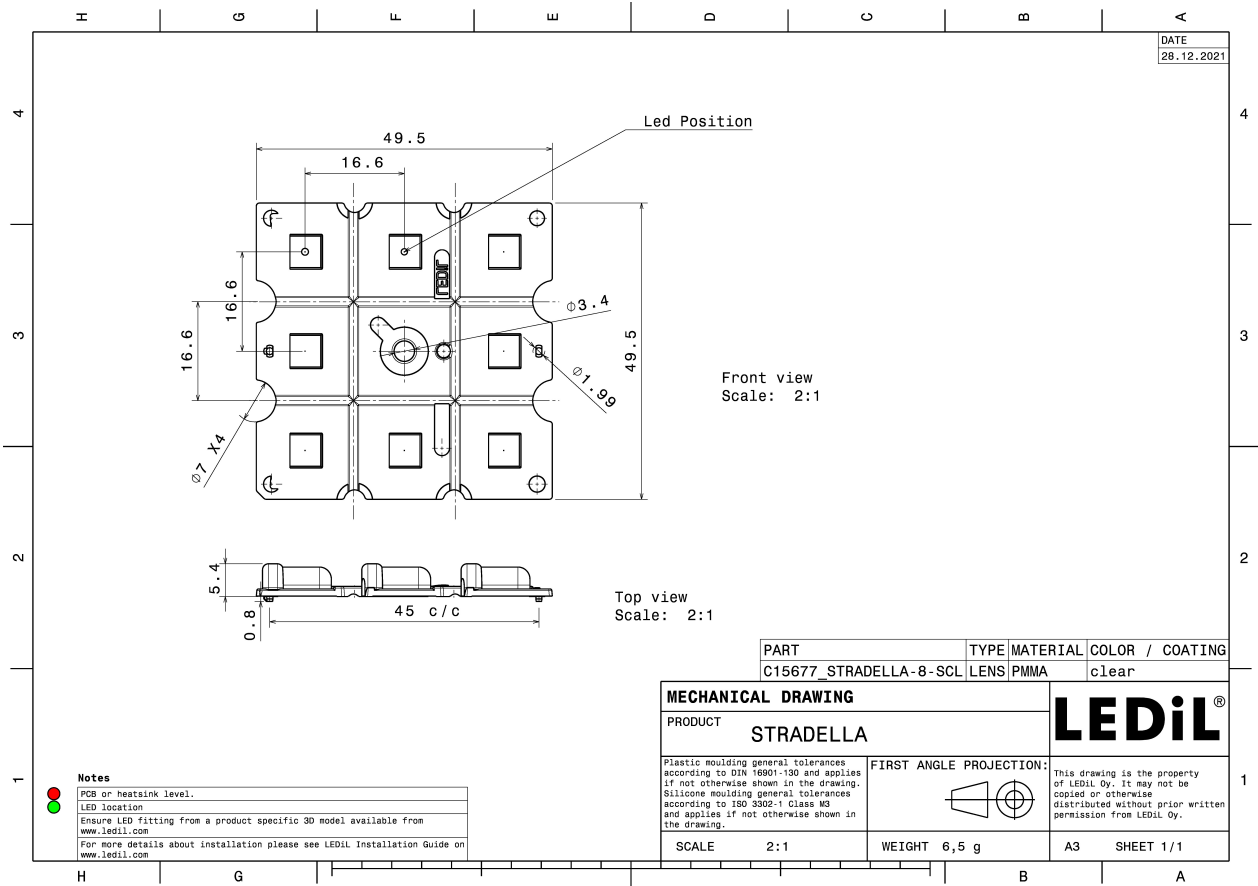 H G F E D C B A
DATE
28.12.2021
4
4
Led Position
49.5
16.6
16.6
16.6
LEDiL
⌀3.4
49.5
⌀1.99
⌀7 X4
3
3
Front view
Scale: 2:1
2
2
5.4
0.8
45 c/c
Top view
Scale: 2:1
PART TYPE MATERIAL COLOR / COATING
C15677_STRADELLA-8-SCL LENS PMMA clear
MECHANICAL DRAWING
PRODUCT
STRADELLA
LEDiL®
Plastic moulding general tolerances
according to DIN 16901-130 and applies
if not otherwise shown in the drawing.
Silicone moulding general tolerances
according to ISO 3302-1 Class M3
and applies if not otherwise shown in
the drawing.
FIRST ANGLE PROJECTION:
This drawing is the property
of LEDiL Oy. It may not be
copied or otherwise
distributed without prior written
permission from LEDiL Oy.
SCALE 2:1 WEIGHT 6,5 g A3 SHEET 1/1
1
1
Notes
PCB or heatsink level.
LED location
Ensure LED fitting from a product specific 3D model available from
www.ledil.com
For more details about installation please see LEDiL Installation Guide on
www.ledil.com
H G B A